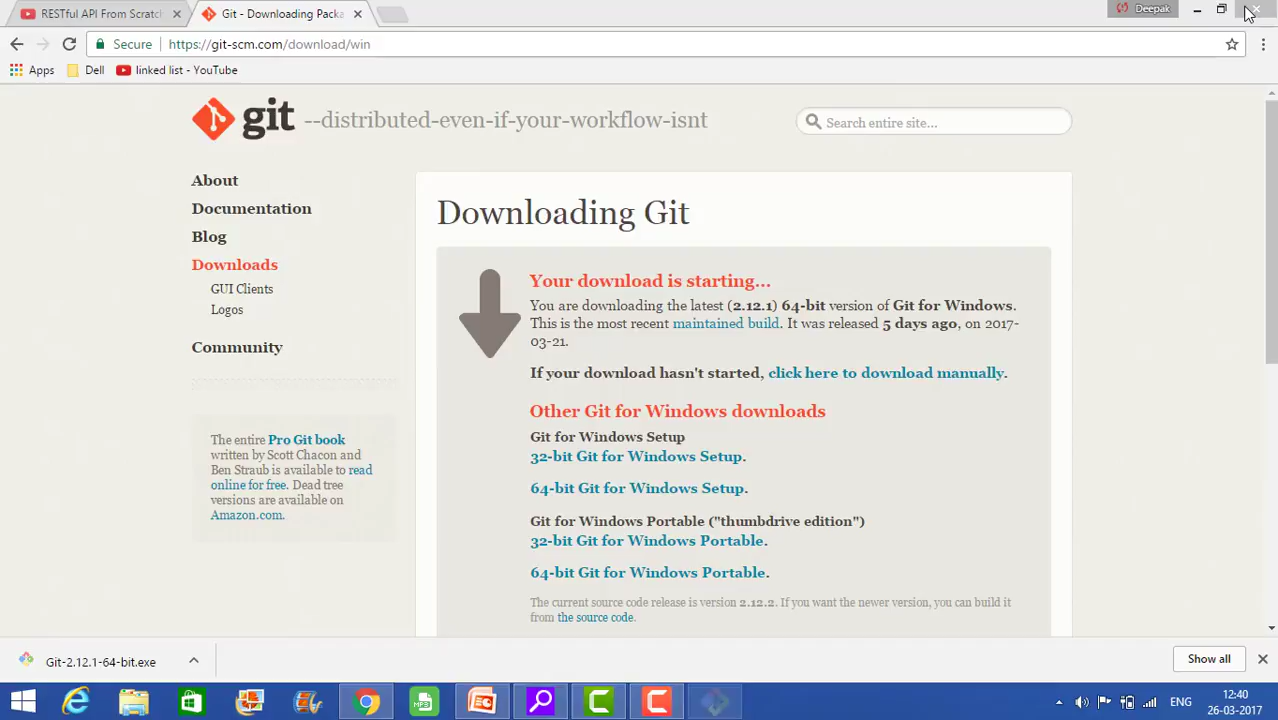 RESTful API From Scratch
Git - Downloading Packa
Deepak
Secure
https://git-scm.com/download/win
Apps
Dell
linked list - YouTube
git --distributed-even-if-your-workflow-isnt
Search entire site...
About
Documentation
Blog
Downloads
GUI Clients
Logos
Community
The entire Pro Git book
written by Scott Chacon and
Ben Straub is available to read
online for free. Dead tree
versions are available on
Amazon.com.
Downloading Git
Your download is starting...
You are downloading the latest (2.12.1) 64-bit version of Git for Windows.
This is the most recent maintained build. It was released 5 days ago, on 2017-
03-21.
If your download hasn't started, click here to download manually.
Other Git for Windows downloads
Git for Windows Setup
32-bit Git for Windows Setup.
64-bit Git for Windows Setup.
Git for Windows Portable ("thumbdrive edition")
32-bit Git for Windows Portable.
64-bit Git for Windows Portable.
The current source code release is version 2.12.2. If you want the newer version, you can build it
from the source code.
Git-2.12.1-64-bit.exe
Show all
MP3
ENG
12:40
26-03-2017